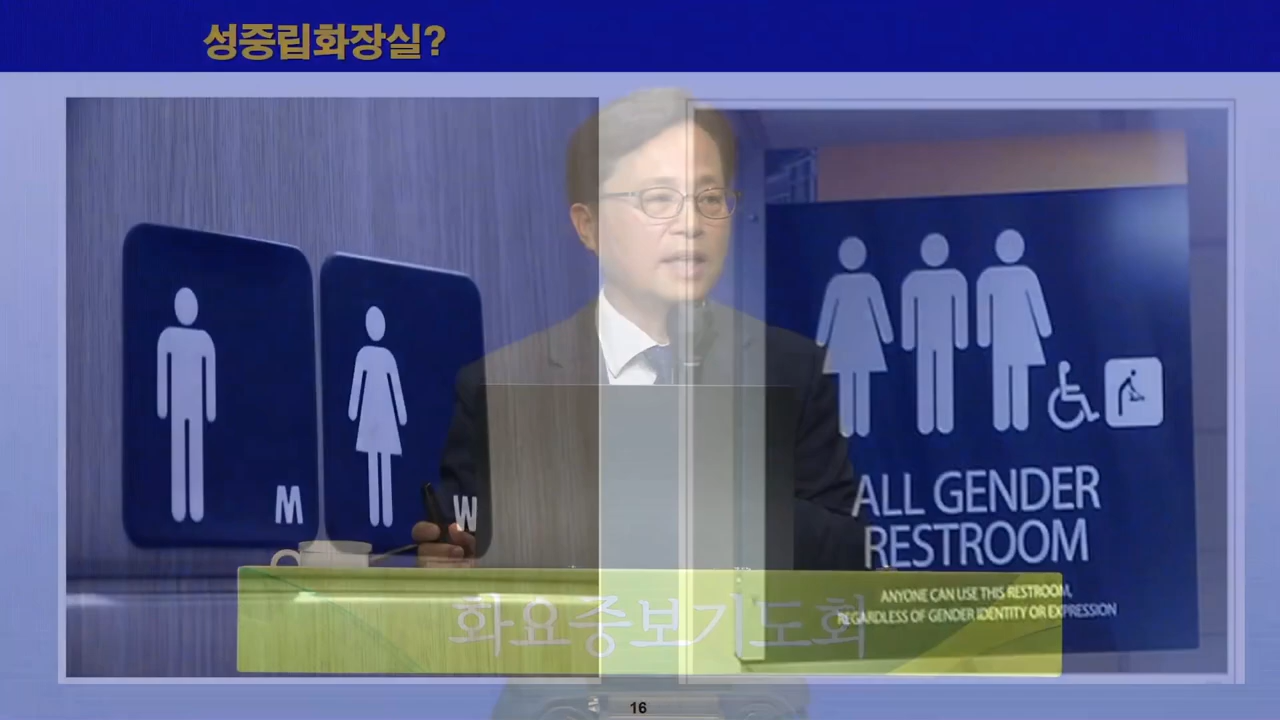 성중립화장실?
M
W
ALL GENDER
RESTROOM
ANYONE CAN USE THIS RESTROOM,
REGARDLESS OF GENDER IDENTITY OR EXPRESSION
화요중보기도회
16